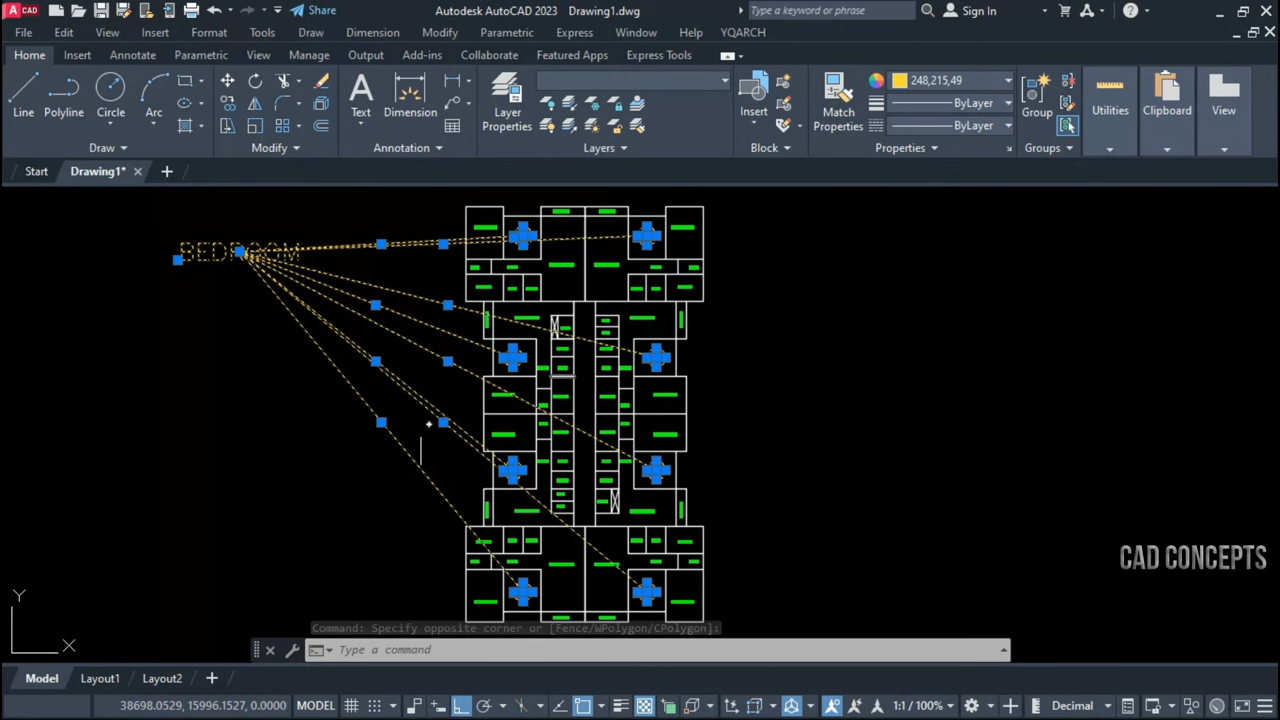 A CAD
Share
Autodesk AutoCAD 2023 Drawing1.dwg
Type a keyword or phrase
Sign In
File Edit View Insert Format Tools Draw Dimension Modify Parametric Express Window Help YQARCH
Home Insert Annotate Parametric View Manage Output Add-ins Collaborate Featured Apps Express Tools
Line Polyline Circle Arc
Text Dimension
Layer Properties
Insert
Match Properties
248,215,49
ByLayer
ByLayer
Group
Utilities Clipboard View
Draw Modify Annotation Layers Block Properties Groups
Start Drawing1*
BEDROOM
CAD CONCEPTS
Y
X
Command: Specify opposite corner or [Fence/WPolygon/CPolygon]:
Type a command
Model Layout1 Layout2
38698.0529, 15996.1527, 0.0000 MODEL 1:1 / 100% Decimal